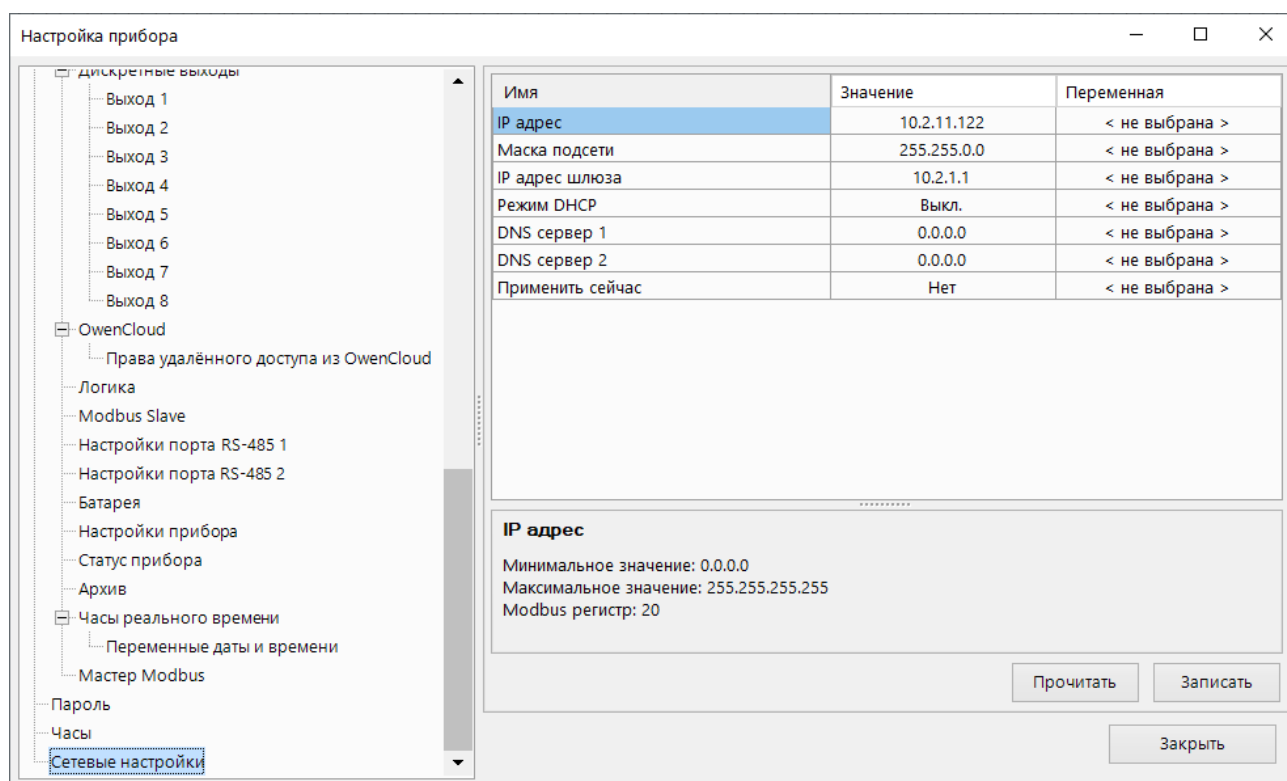 Настройка прибора
Дискретные выходы
Выход 1
Выход 2
Выход 3
Выход 4
Выход 5
Выход 6
Выход 7
Выход 8
OwenCloud
Права удалённого доступа из OwenCloud
Логика
Modbus Slave
Настройки порта RS-485 1
Настройки порта RS-485 2
Батарея
Настройки прибора
Статус прибора
Архив
Часы реального времени
Переменные даты и времени
Мастер Modbus
Пароль
Часы
Сетевые настройки
Имя Значение Переменная
IP адрес 10.2.11.122 < не выбрана >
Маска подсети 255.255.0.0 < не выбрана >
IP адрес шлюза 10.2.1.1 < не выбрана >
Режим DHCP Выкл. < не выбрана >
DNS сервер 1 0.0.0.0 < не выбрана >
DNS сервер 2 0.0.0.0 < не выбрана >
Применить сейчас Нет < не выбрана >
IP адрес
Минимальное значение: 0.0.0.0
Максимальное значение: 255.255.255.255
Modbus регистр: 20
Прочитать Записать
Закрыть